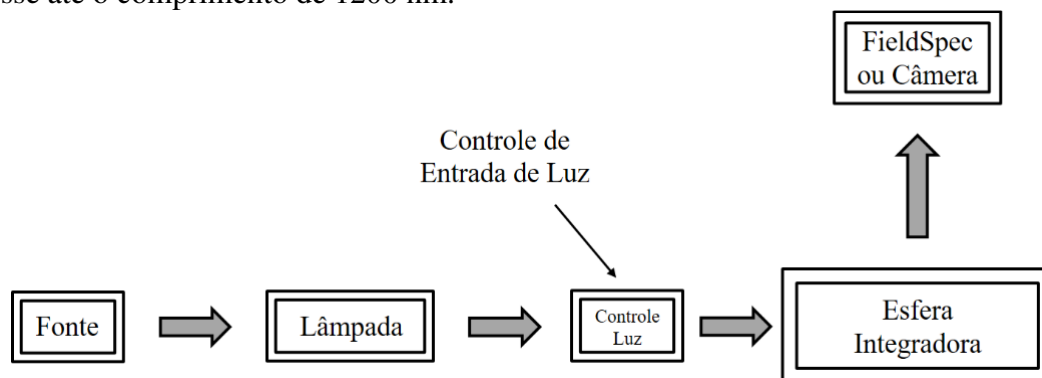 até o comprimento de 1200 nm.
FieldSpec
ou Câmera
Controle de
Entrada de Luz
Fonte
Lâmpada
Controle
Luz
Esfera
Integradora